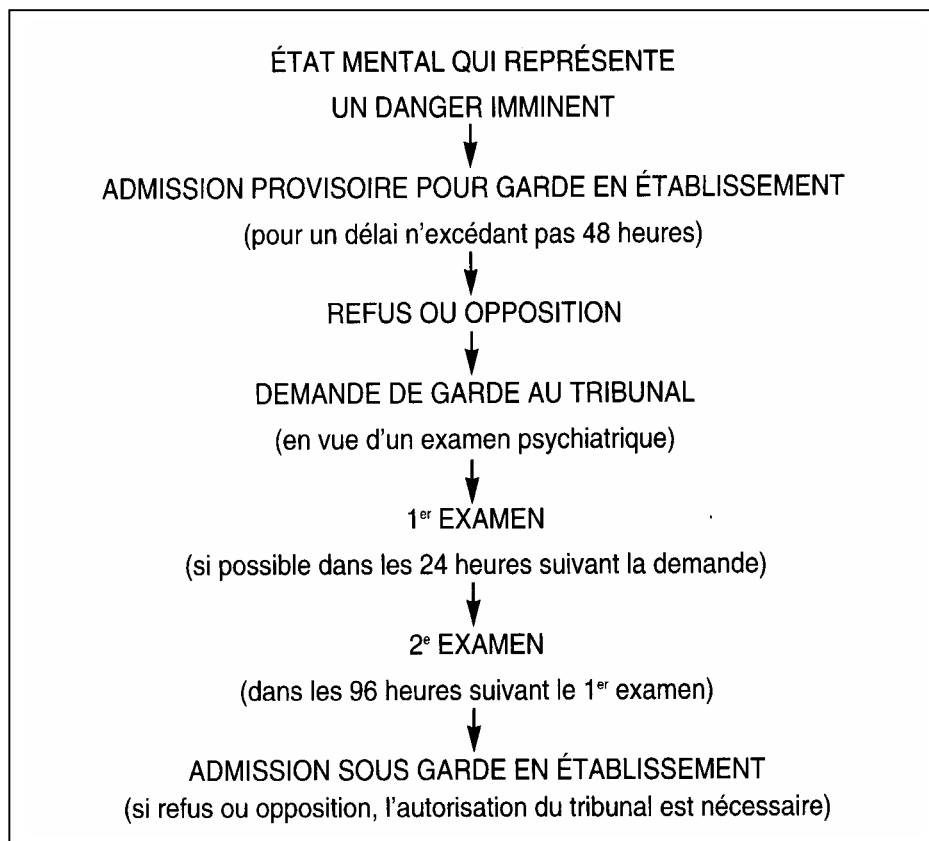 ÉTAT MENTAL QUI REPRÉSENTE
UN DANGER IMMINENT
ADMISSION PROVISOIRE POUR GARDE EN ÉTABLISSEMENT
(pour un délai n'excédant pas 48 heures)
REFUS OU OPPOSITION
DEMANDE DE GARDE AU TRIBUNAL
(en vue d'un examen psychiatrique)
1er EXAMEN
(si possible dans les 24 heures suivant la demande)
2e EXAMEN
(dans les 96 heures suivant le 1er examen)
ADMISSION SOUS GARDE EN ÉTABLISSEMENT
(si refus ou opposition, l'autorisation du tribunal est nécessaire)